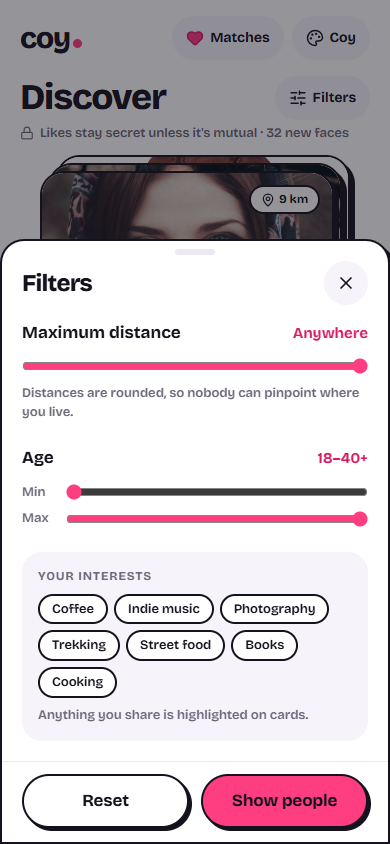 coy.
Matches
Coy
Discover
Filters
Likes stay secret unless it's mutual · 32 new faces
9 km
Filters
Maximum distance
Anywhere
Distances are rounded, so nobody can pinpoint where
you live.
Age
18–40+
Min
Max
YOUR INTERESTS
Coffee
Indie music
Photography
Trekking
Street food
Books
Cooking
Anything you share is highlighted on cards.
Reset
Show people